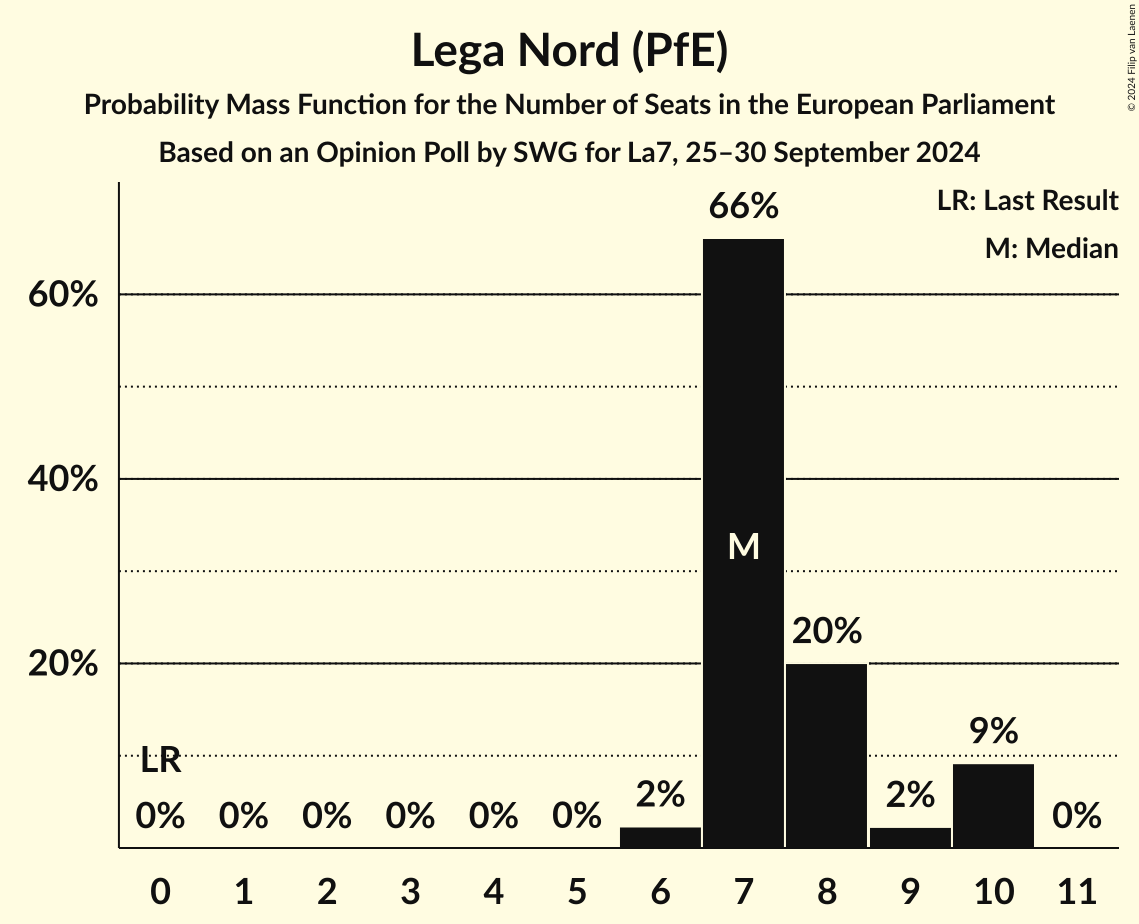 Lega Nord (PfE)
Probability Mass Function for the Number of Seats in the European Parliament
Based on an Opinion Poll by SWG for La7, 25–30 September 2024
© 2024 Filip van Laenen
LR: Last Result
M: Median
66%
60%
40%
M
20%
20%
LR
9%
0% 0% 0% 0% 0% 0% 2% 2% 0%
0 1 2 3 4 5 6 7 8 9 10 11